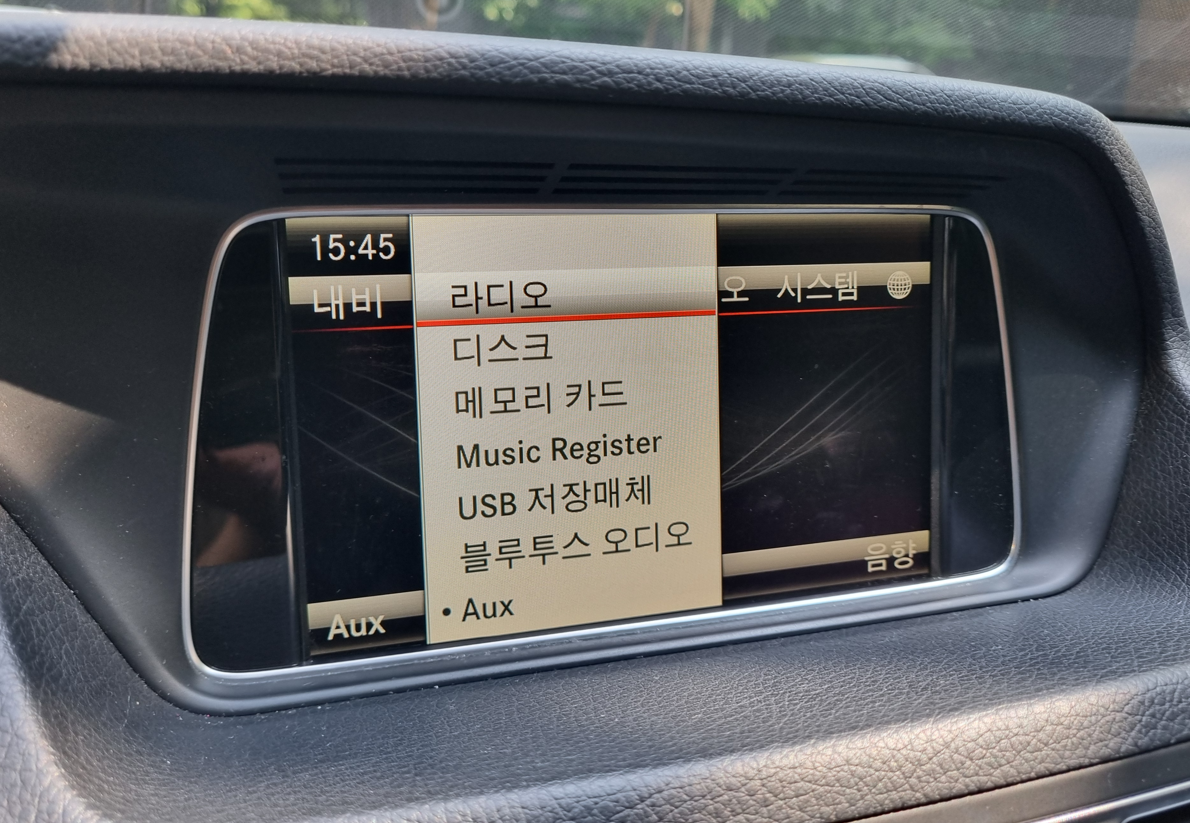 15:45
내비
라디오
오 시스템
디스크
메모리 카드
Music Register
USB 저장매체
블루투스 오디오
• Aux
Aux
음향